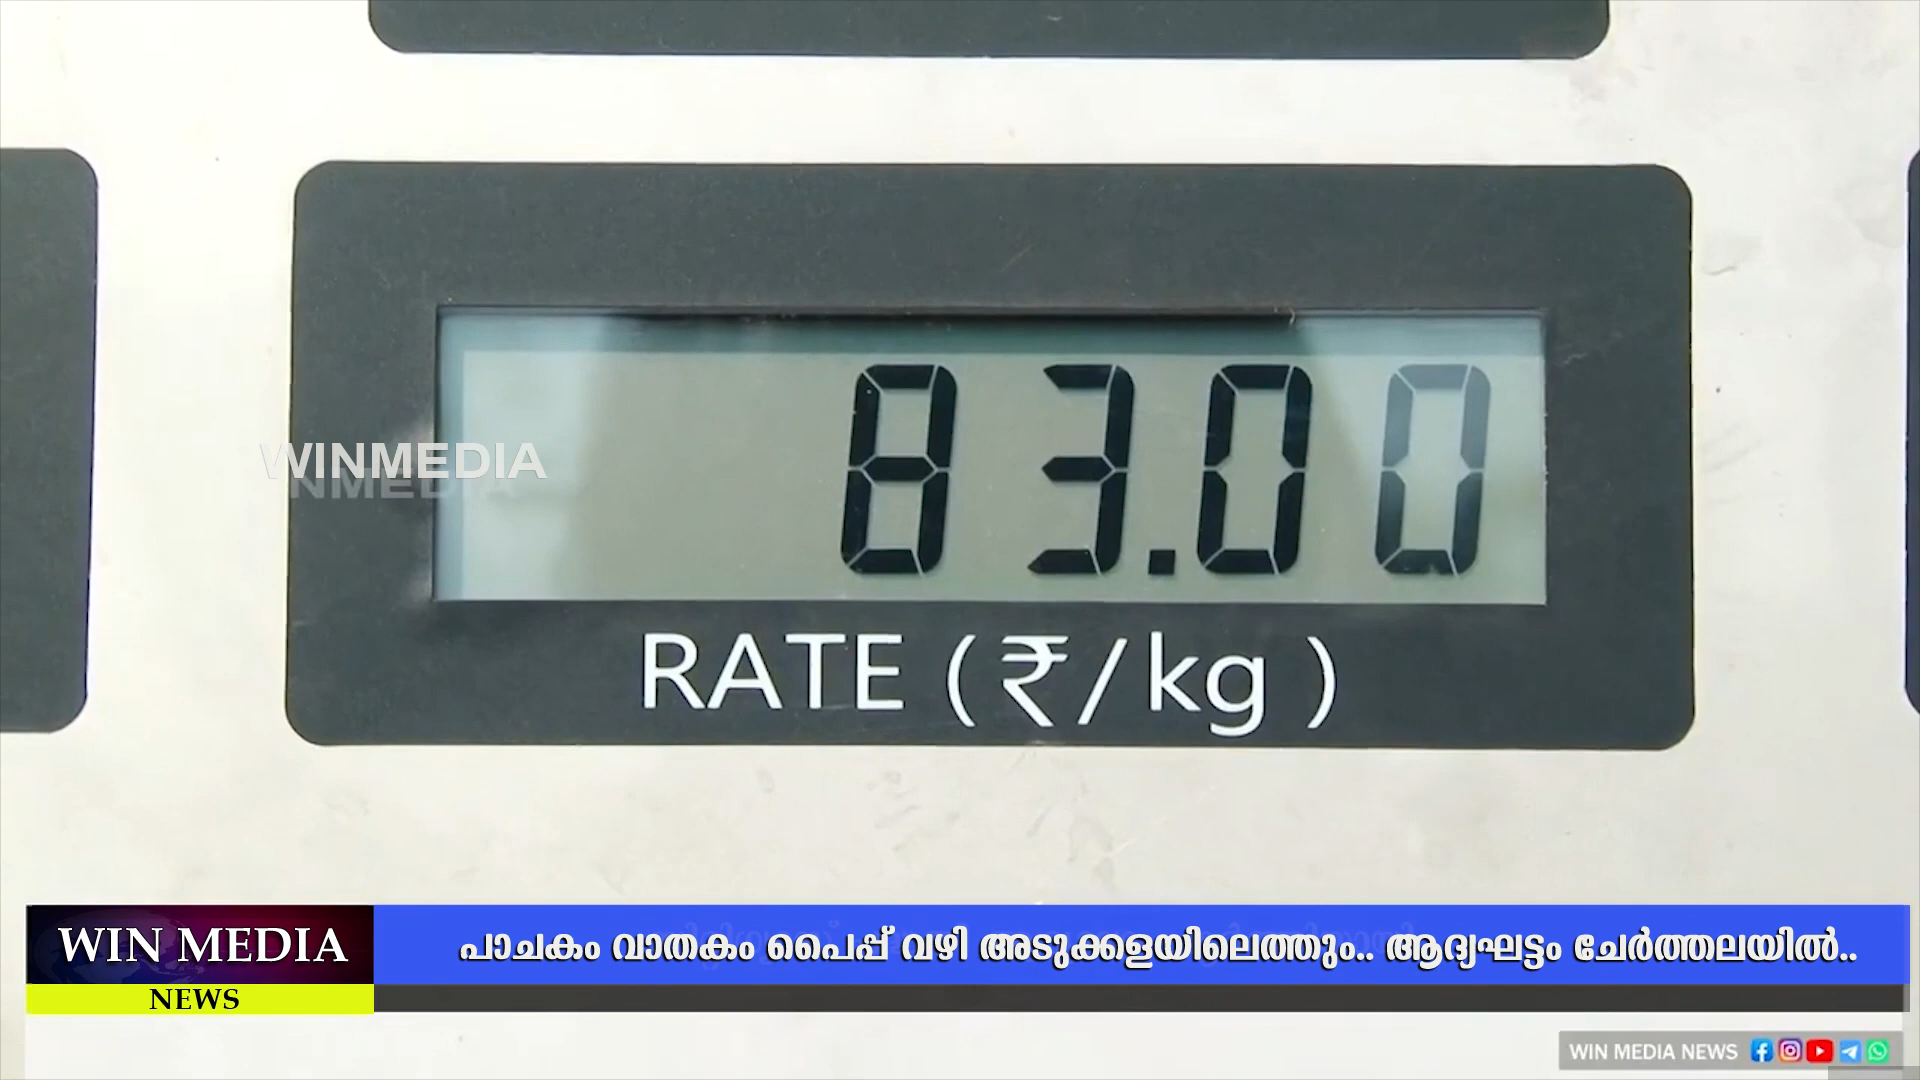 83.00
RATE (₹/kg )
WINMEDIA
WIN MEDIA
NEWS
പാചകം വാതകം പൈപ്പ് വഴി അടുക്കളയിലെത്തും.. ആദ്യഘട്ടം ചേർത്തലയിൽ..
WIN MEDIA NEWS